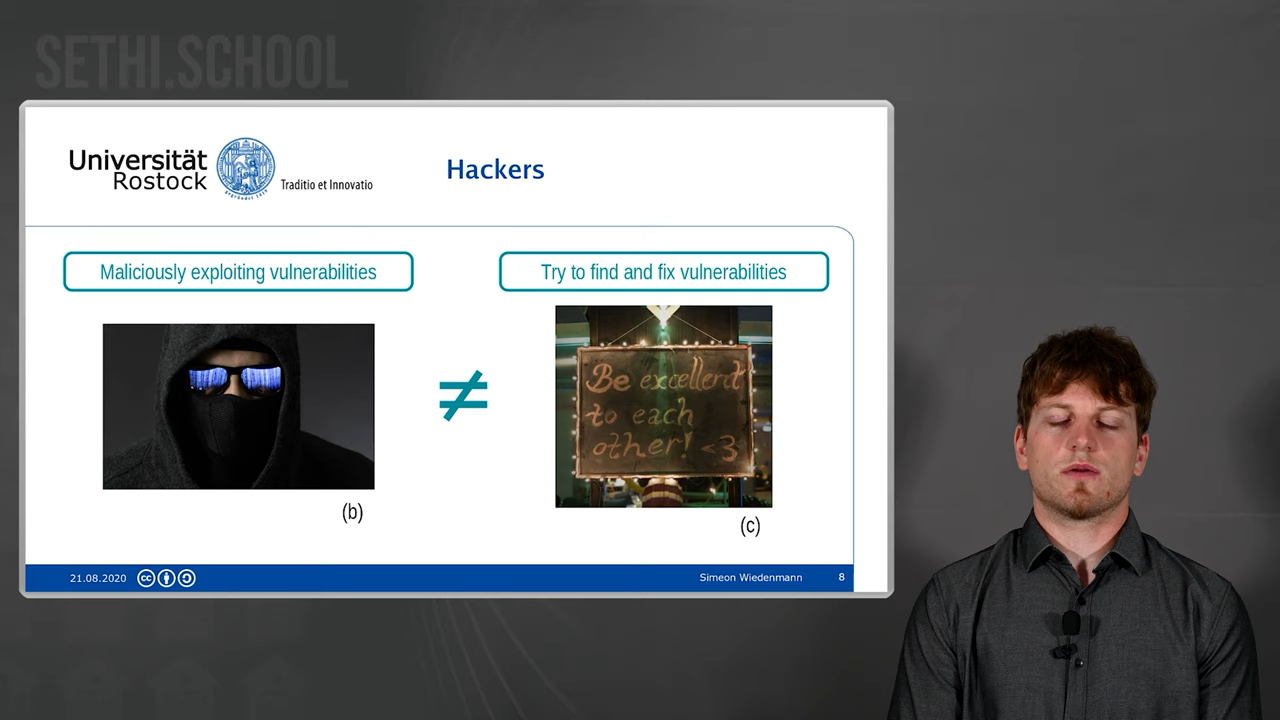 SETHI.SCHOOL
Universität
Rostock
Traditio et Innovatio
Hackers
Maliciously exploiting vulnerabilities
Try to find and fix vulnerabilities
≠
Be excellent
to each
other! <3
(b)
(c)
21.08.2020
Simeon Wiedenmann
8